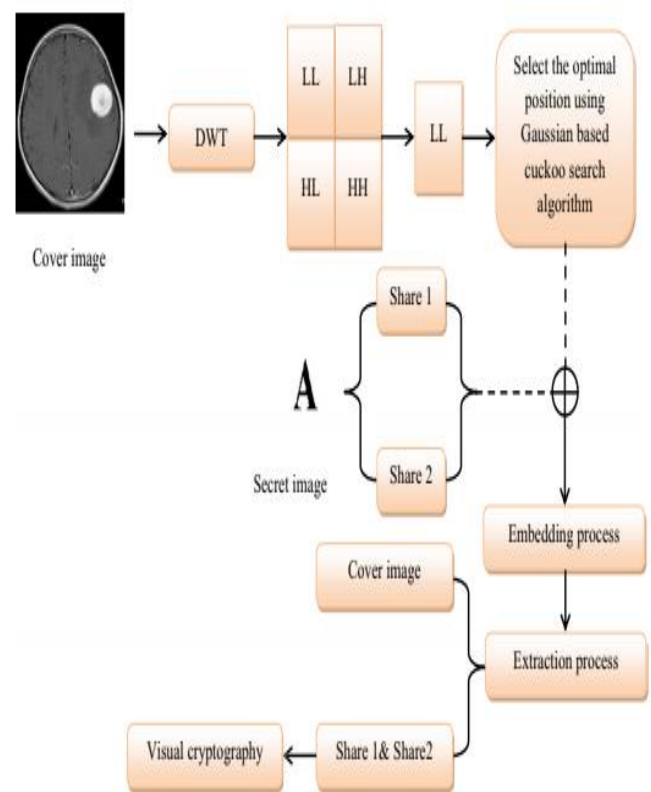 Cover image
DWT
LL
LH
HL
HH
LL
Select the optimal
position using
Gaussian based
cuckoo search
algorithm
Share 1
A
Secret image
Share 2
Embedding process
Cover image
Extraction process
Visual cryptography
Share 1& Share2